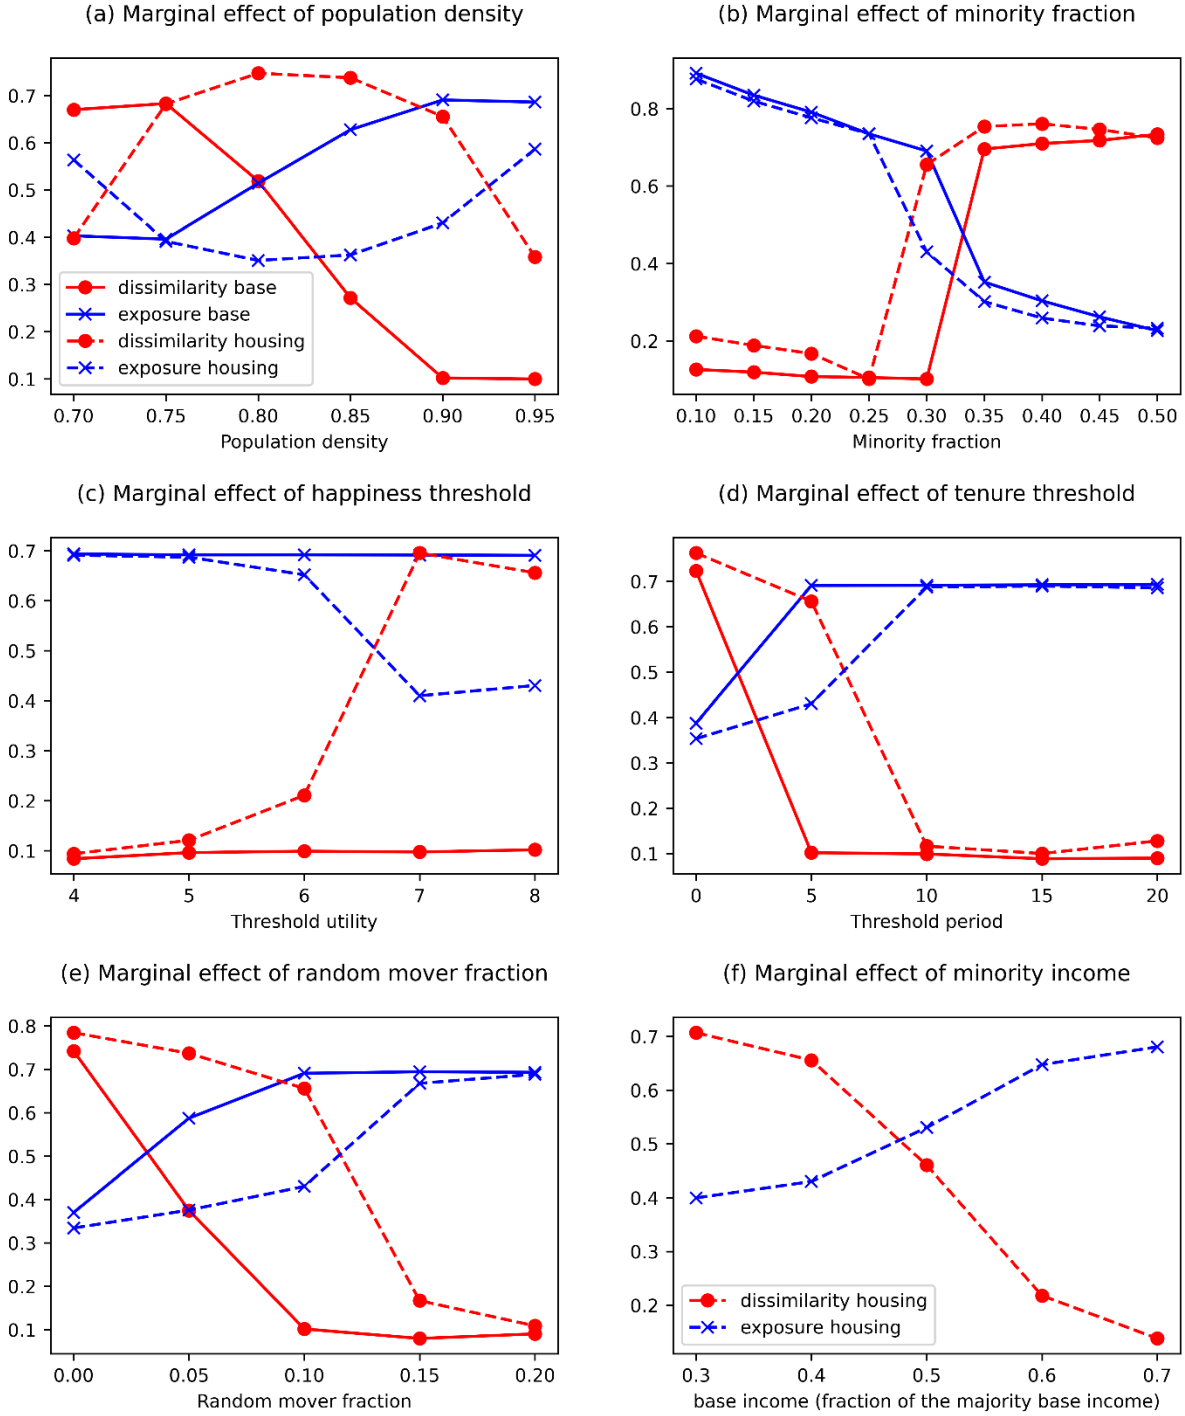 (a) Marginal effect of population density
0.7
0.6
0.5
0.4
0.3
0.2
0.1
dissimilarity base
exposure base
dissimilarity housing
exposure housing
0.70 0.75 0.80 0.85 0.90 0.95
Population density
(b) Marginal effect of minority fraction
0.8
0.6
0.4
0.2
0.10 0.15 0.20 0.25 0.30 0.35 0.40 0.45 0.50
Minority fraction
(c) Marginal effect of happiness threshold
0.7
0.6
0.5
0.4
0.3
0.2
0.1
4 5 6 7 8
Threshold utility
(d) Marginal effect of tenure threshold
0.7
0.6
0.5
0.4
0.3
0.2
0.1
0 5 10 15 20
Threshold period
(e) Marginal effect of random mover fraction
0.8
0.7
0.6
0.5
0.4
0.3
0.2
0.1
0.00 0.05 0.10 0.15 0.20
Random mover fraction
(f) Marginal effect of minority income
0.7
0.6
0.5
0.4
0.3
0.2
dissimilarity housing
exposure housing
0.3 0.4 0.5 0.6 0.7
base income (fraction of the majority base income)